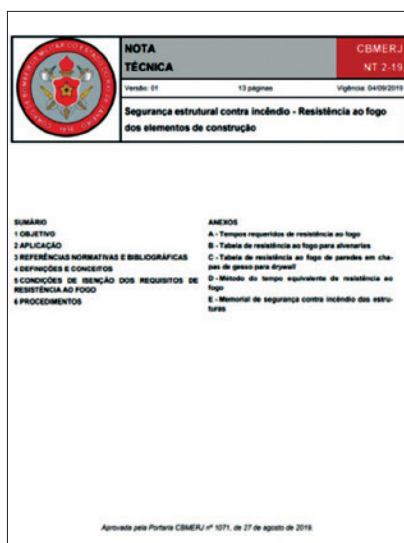 NOTA
TÉCNICA
CBMERJ
NT 2-19
Versão: 01 13 páginas Vigência: 04/09/2019
Segurança estrutural contra incêndio - Resistência ao fogo
dos elementos de construção
SUMÁRIO
1 OBJETIVO
2 APLICAÇÃO
3 REFERÊNCIAS NORMATIVAS E BIBLIOGRÁFICAS
4 DEFINIÇÕES E CONCEITOS
5 CONDIÇÕES DE ISENÇÃO DOS REQUISITOS DE
RESISTÊNCIA AO FOGO
6 PROCEDIMENTOS
ANEXOS
A - Tempos requeridos de resistência ao fogo
B - Tabela de resistência ao fogo para alvenarias
C - Tabela de resistência ao fogo de paredes em cha-
pas de gesso para drywall
D - Método do tempo equivalente de resistência ao
fogo
E - Memorial de segurança contra incêndio das estru-
turas
Aprovada pela Portaria CBMERJ nº 1071, de 27 de agosto de 2019.